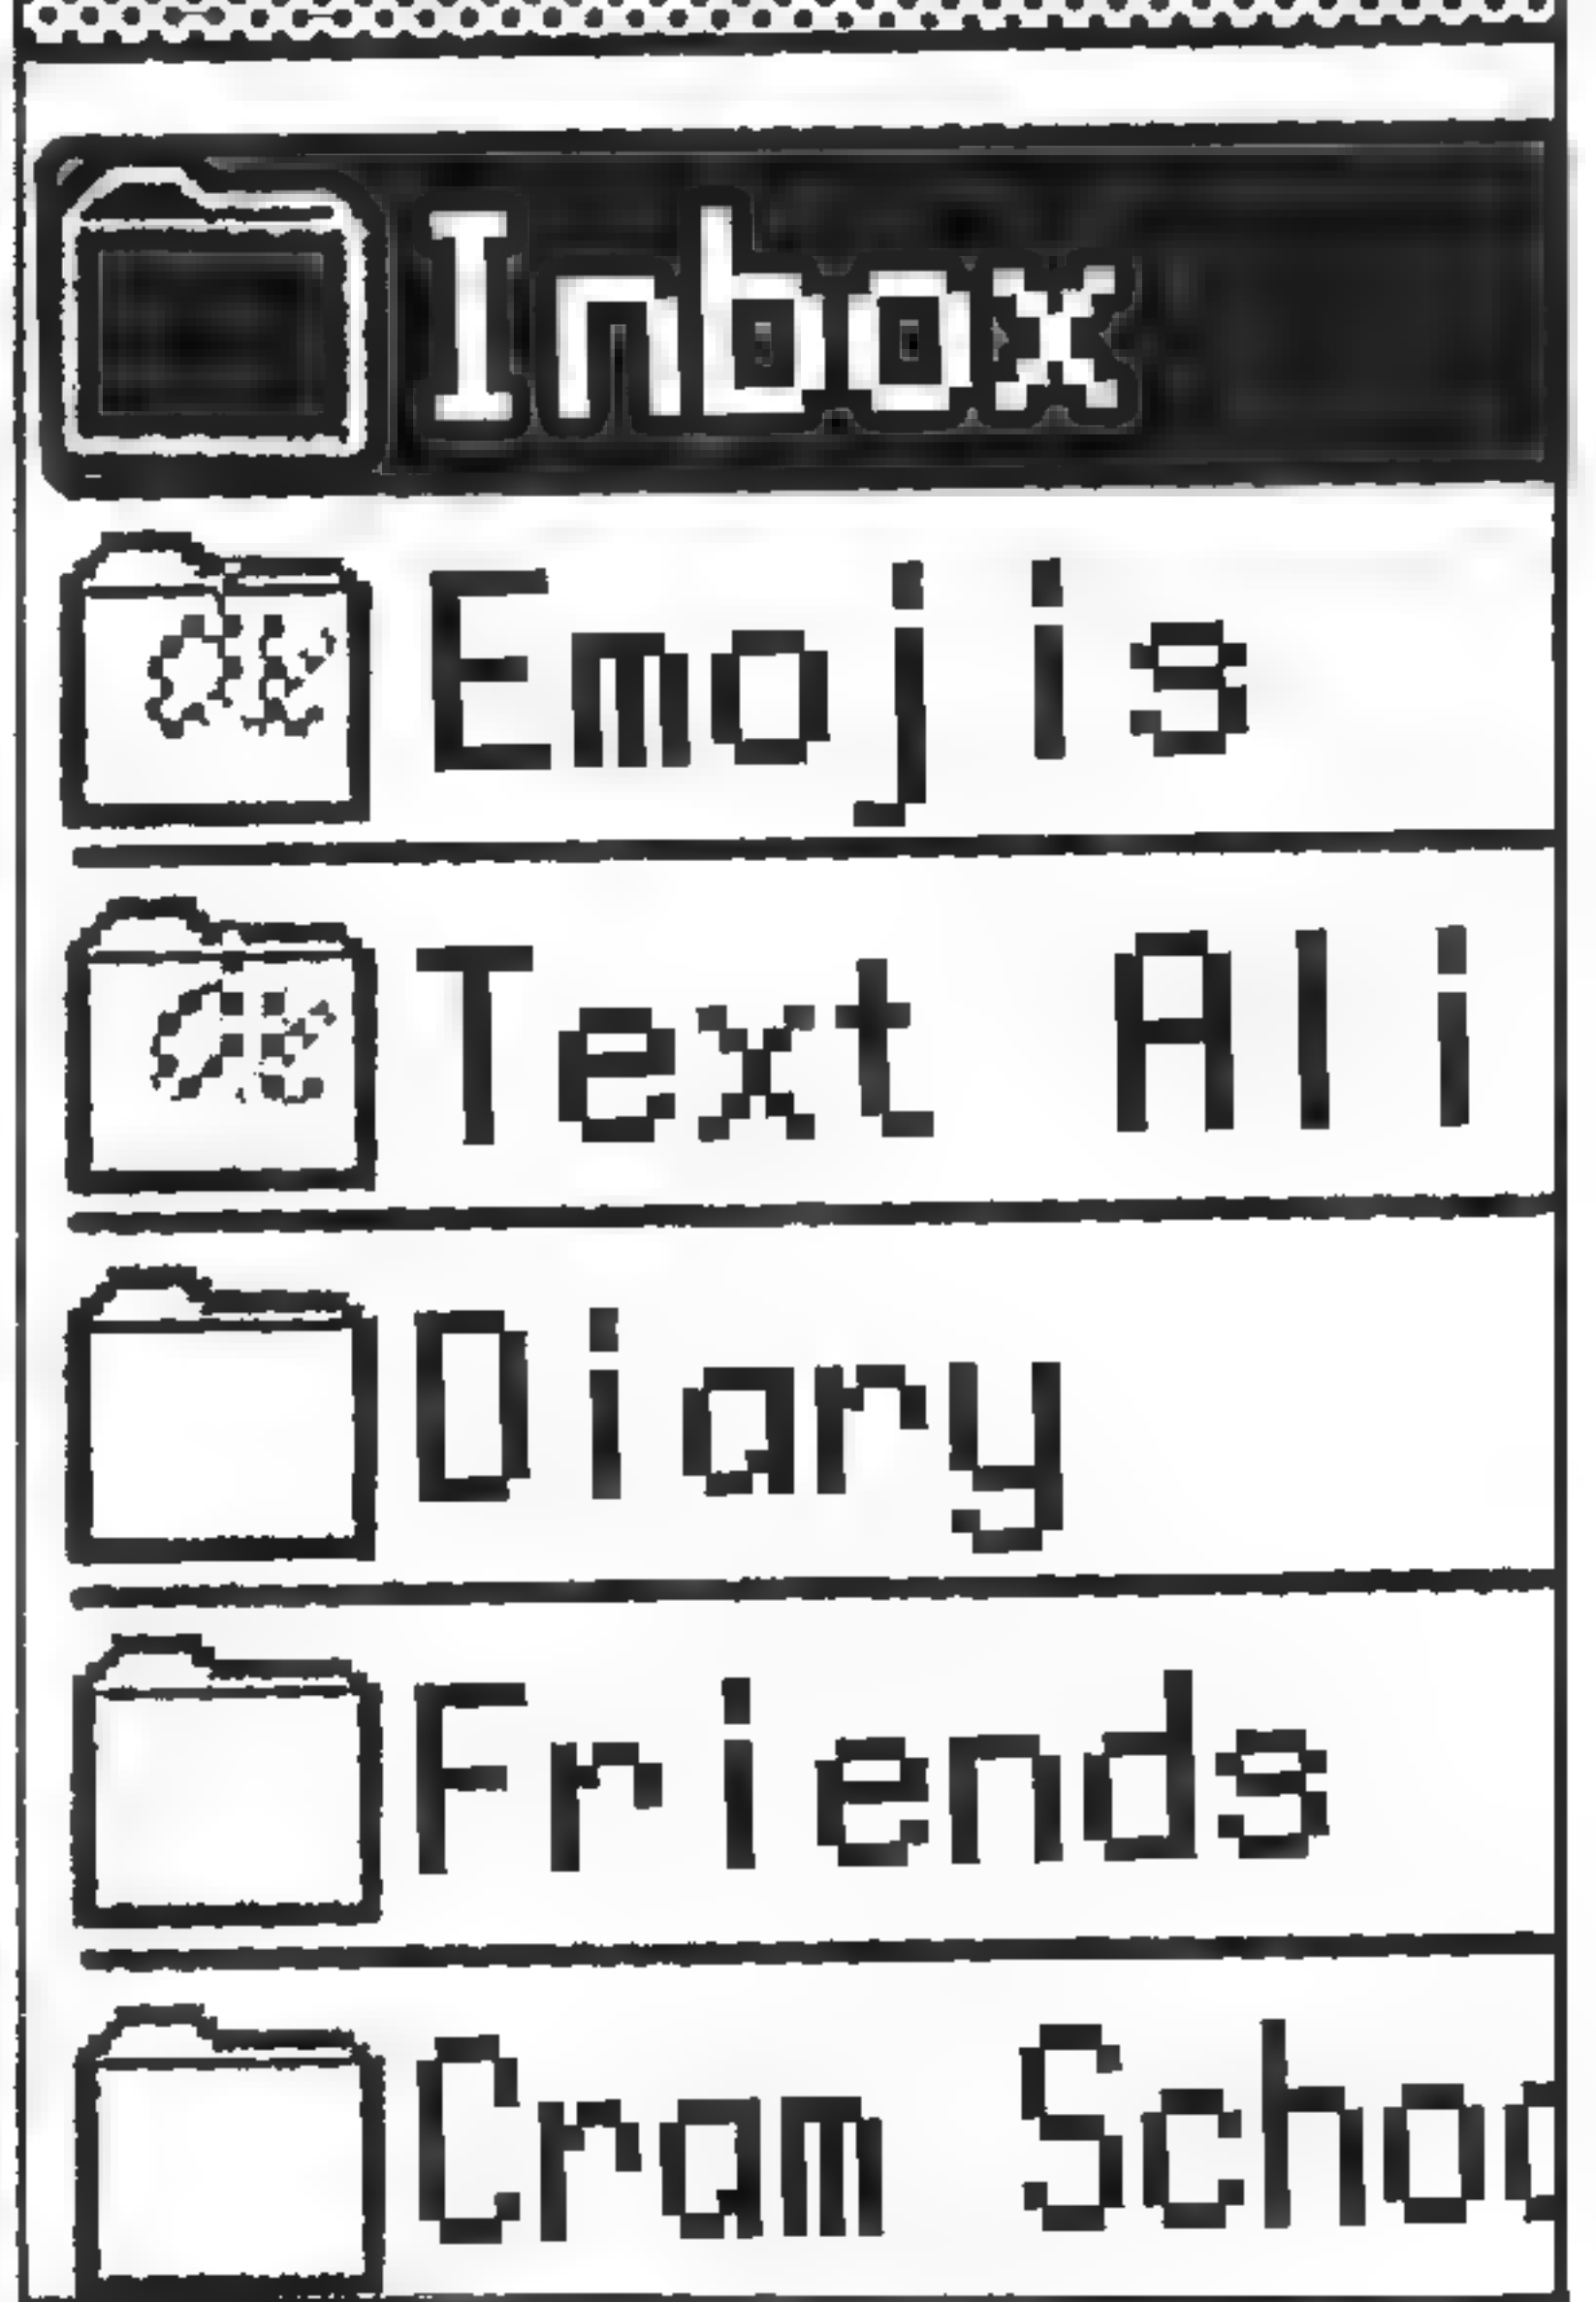 Inbox
Emojis
Text Ali
Diary
Friends
Cram Schoo